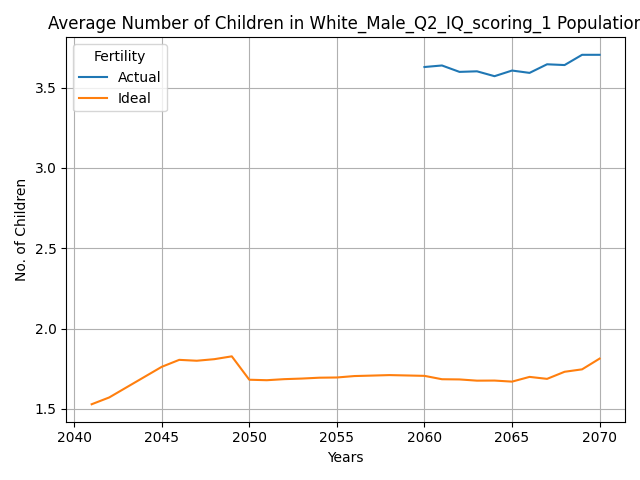 Average Number of Children in White_Male_Q2_IQ_scoring_1 Population
Fertility
Actual
Ideal
3.5
3.0
2.5
2.0
1.5
No. of Children
2040 2045 2050 2055 2060 2065 2070
Years